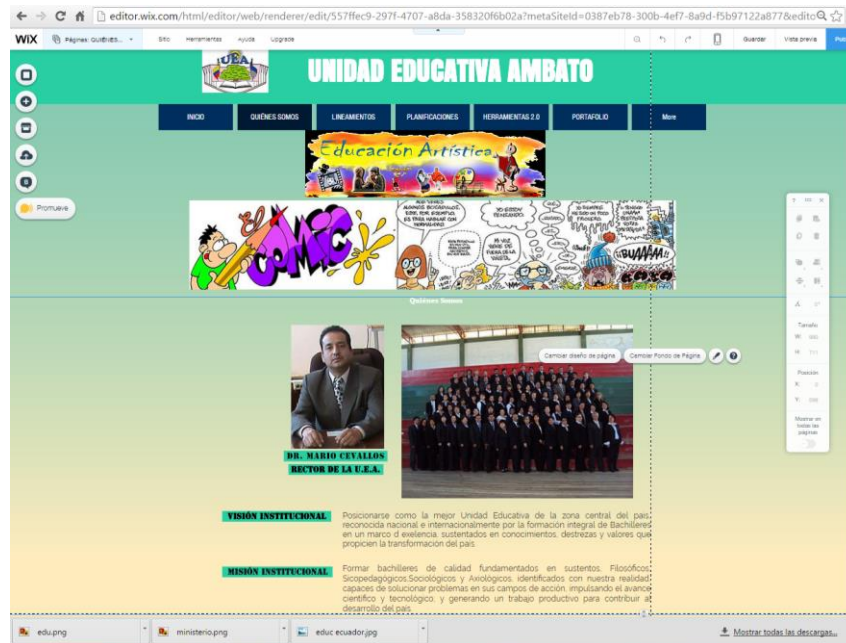 editor.wix.com/html/editor/web/renderer/edit/557ffec9-297f-4707-a8da-358320f6b02a?metaSiteId=0387eb78-300b-4ef7-8a9d-f5b97122a877&edito
WiX Páginas: QUIÉNES... Sitio Herramientas Ayuda Upgrade Guardar Vista previa
UEA
UNIDAD EDUCATIVA AMBATO
INICIO QUIÉNES SOMOS LINEAMIENTOS PLANIFICACIONES HERRAMIENTAS 2.0 PORTAFOLIO More
Educación Artística
Promueve
El COMIC
YO ESTOY PENSANDO.
¡¡BUAAAA!!
Quiénes Somos
Cambiar diseño de página Cambiar Fondo de Página
Tamaño
Posición
Mostrar en
todas las
páginas
DR. MARIO CEVALLOS
RECTOR DE LA U.E.A.
VISIÓN INSTITUCIONAL
Posicionarse como la mejor Unidad Educativa de la zona central del país,
reconocida nacional e internacionalmente por la formación integral de Bachilleres
en un marco d exelencia, sustentados en conocimientos, destrezas y valores que
propicien la transformación del país.
MISIÓN INSTITUCIONAL
Formar bachilleres de calidad fundamentados en sustentos, Filosóficos,
Sicopedagógicos,Sociológicos y Axiológicos, identificados con nuestra realidad,
capaces de solucionar problemas en sus campos de acción, impulsando el avance
científico y tecnológico; y generando un trabajo productivo para contribuir al
desarrollo del país.
edu.png ministerio.png educ ecuador.jpg Mostrar todas las descargas...